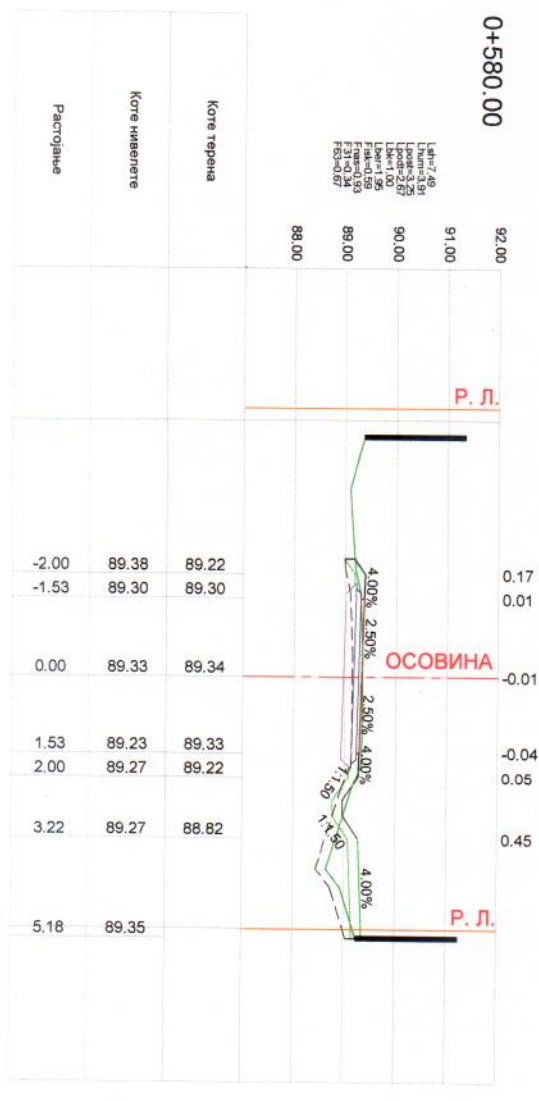 0+580.00
Lsh=7.49
Lhum=3.91
Lpost=3.25
Lpodt=2.67
Lbk=1.00
Lber=1.95
Fisk=0.59
Fnas=0.93
F31=0.34
F63=0.67
92.00
91.00
90.00
89.00
88.00
Р. Л.
ОСОВИНА
Р. Л.
4.00%
2.50%
2.50%
4.00%
1:1.50
1:1.50
4.00%
0.17
0.01
-0.01
-0.04
0.05
0.45
Коте терена
89.22
89.30
89.34
89.33
89.22
88.82
Коте нивелете
89.38
89.30
89.33
89.23
89.27
89.27
89.35
Растојање
-2.00
-1.53
0.00
1.53
2.00
3.22
5.18